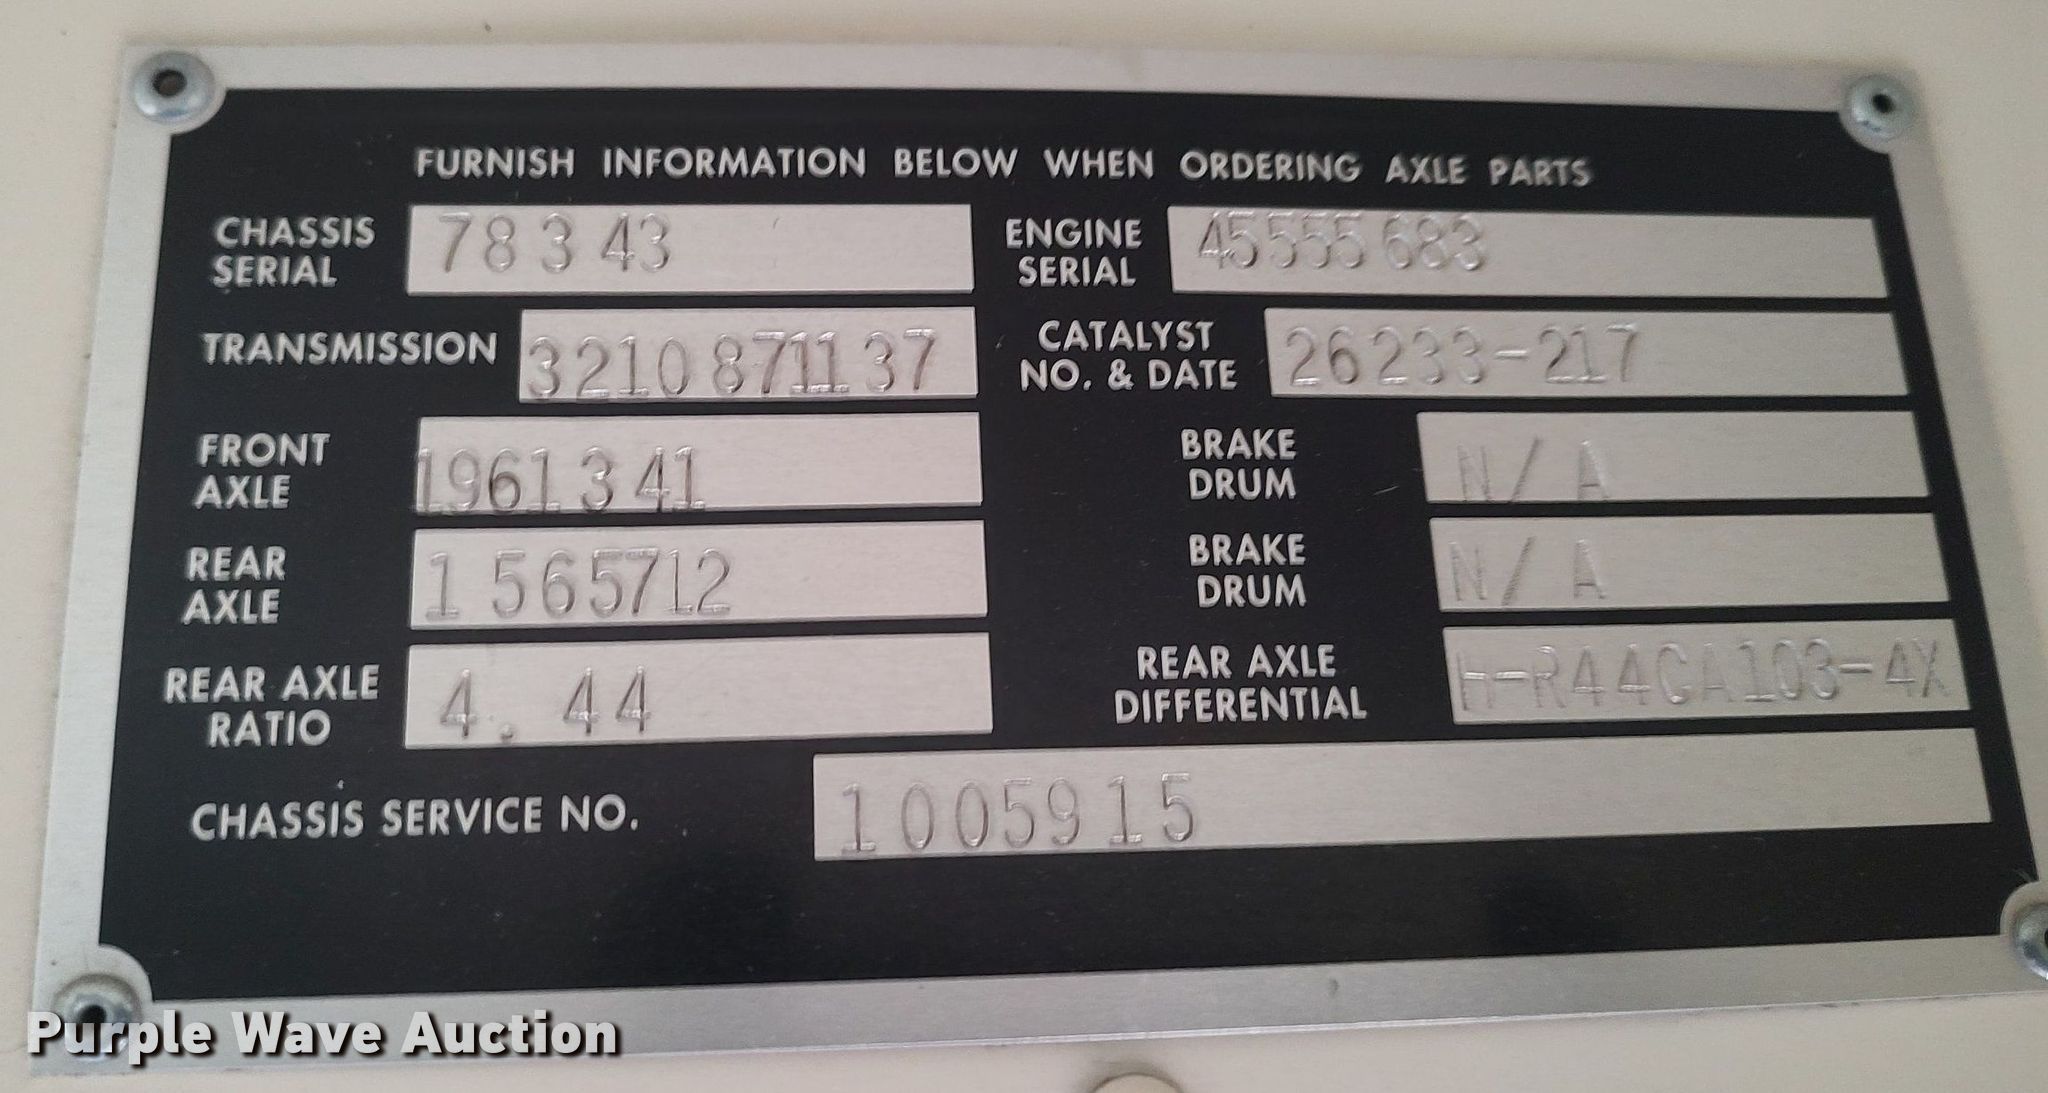 FURNISH INFORMATION BELOW WHEN ORDERING AXLE PARTS
CHASSIS SERIAL 78343
ENGINE SERIAL 45555683
TRANSMISSION 3210871137
CATALYST NO. & DATE 26233-217
FRONT AXLE 1961341
BRAKE DRUM N/A
REAR AXLE 1565712
BRAKE DRUM N/A
REAR AXLE RATIO 4.44
REAR AXLE DIFFERENTIAL H-R44CA103-4X
CHASSIS SERVICE NO. 1005915
Purple Wave Auction